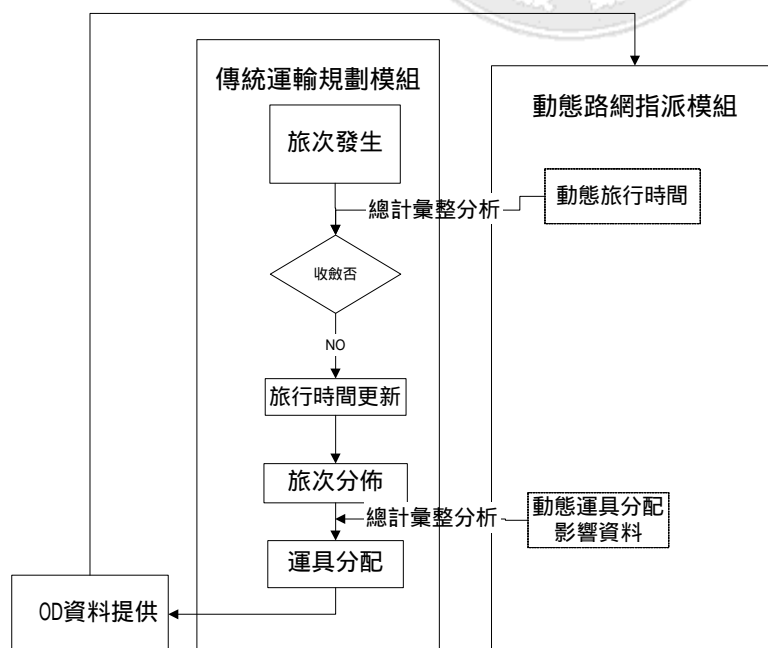 傳統運輸規劃模組
動態路網指派模組
旅次發生
動態旅行時間
總計彙整分析
收斂否
NO
旅行時間更新
旅次分佈
總計彙整分析
動態運具分配
影響資料
運具分配
OD資料提供